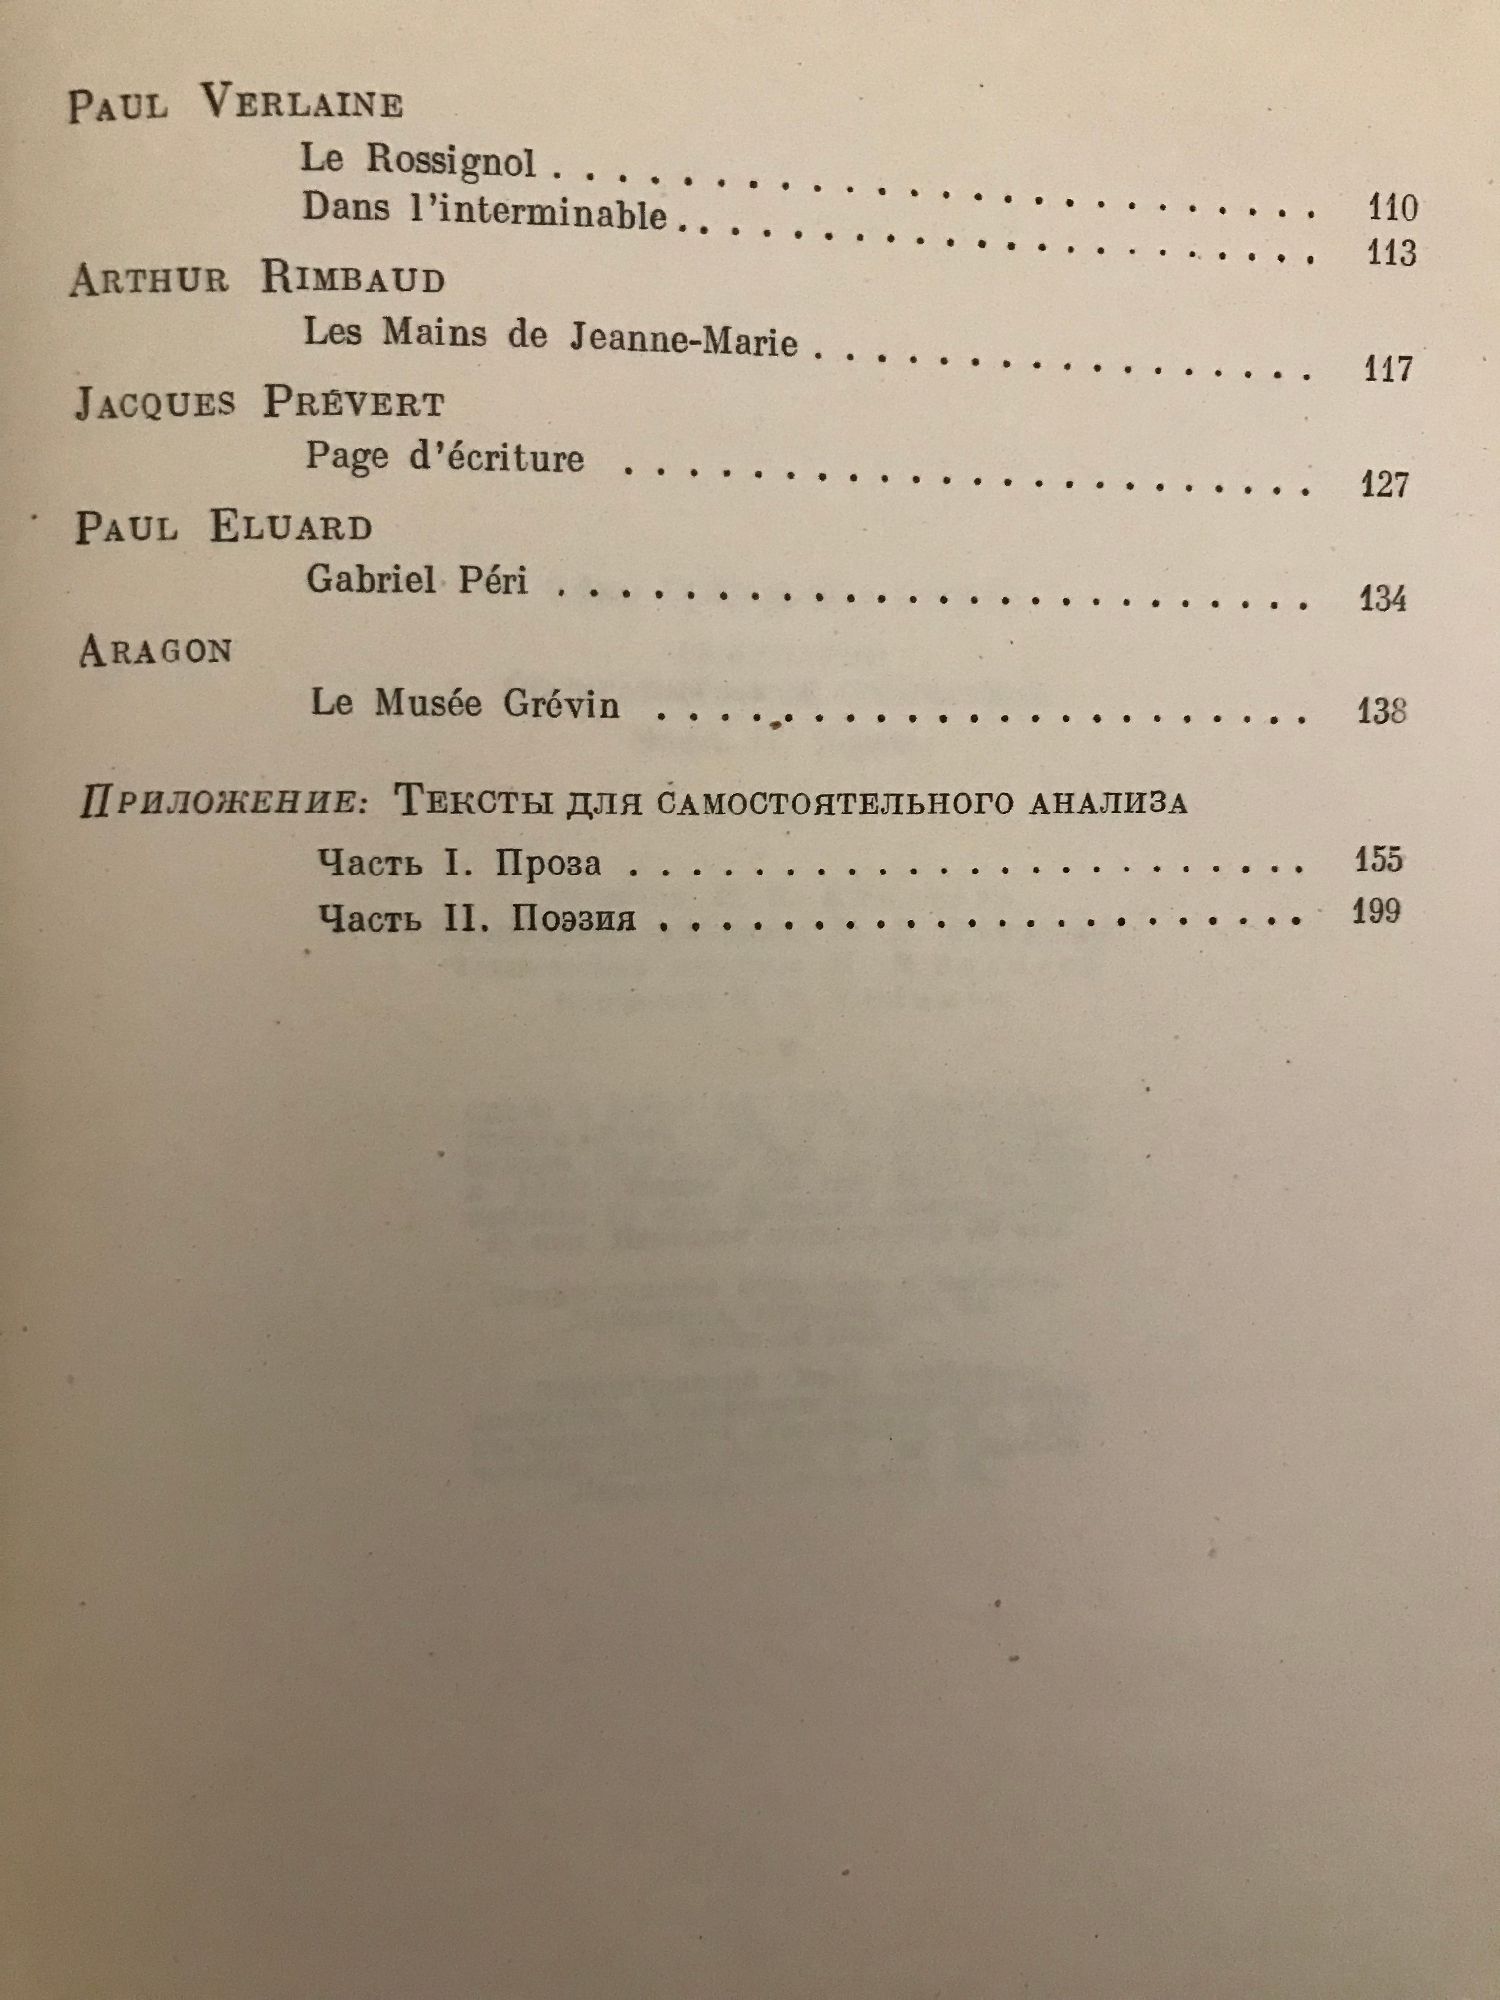 PAUL VERLAINE
Le Rossignol . . . . . . . . . . . . . . . . . . . . . . . . 110
Dans l'interminable . . . . . . . . . . . . . . . . . . . . . 113
ARTHUR RIMBAUD
Les Mains de Jeanne-Marie . . . . . . . . . . . . . . . . . 117
JACQUES PRÉVERT
Page d'écriture . . . . . . . . . . . . . . . . . . . . . . 127
PAUL ELUARD
Gabriel Péri . . . . . . . . . . . . . . . . . . . . . . . . 134
ARAGON
Le Musée Grévin . . . . . . . . . . . . . . . . . . . . . 138
ПРИЛОЖЕНИЕ: ТЕКСТЫ ДЛЯ САМОСТОЯТЕЛЬНОГО АНАЛИЗА
Часть I. Проза . . . . . . . . . . . . . . . . . . . . . . 155
Часть II. Поэзия . . . . . . . . . . . . . . . . . . . . . 199